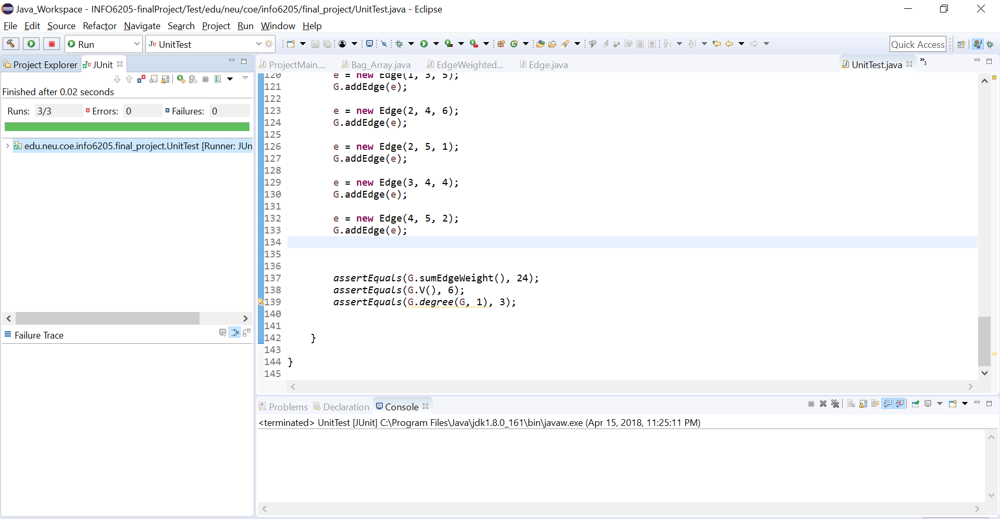 Java_Workspace - INFO6205-finalProject/Test/edu/neu/coe/info6205/final_project/UnitTest.java - Eclipse
File Edit Source Refactor Navigate Search Project Run Window Help
Run JU UnitTest Quick Access
Project Explorer JU JUnit
ProjectMain.... Bag_Array.java EdgeWeighted... Edge.java UnitTest.java »3
Finished after 0.02 seconds
Runs: 3/3 Errors: 0 Failures: 0
edu.neu.coe.info6205.final_project.UnitTest [Runner: JUn
Failure Trace
120 e = new Edge(1, 3, 5);
121 G.addEdge(e);
122
123 e = new Edge(2, 4, 6);
124 G.addEdge(e);
125
126 e = new Edge(2, 5, 1);
127 G.addEdge(e);
128
129 e = new Edge(3, 4, 4);
130 G.addEdge(e);
131
132 e = new Edge(4, 5, 2);
133 G.addEdge(e);
134
135
136
137 assertEquals(G.sumEdgeWeight(), 24);
138 assertEquals(G.V(), 6);
139 assertEquals(G.degree(G, 1), 3);
140
141
142 }
143
144 }
145
Problems Declaration Console
<terminated> UnitTest [JUnit] C:\Program Files\Java\jdk1.8.0_161\bin\javaw.exe (Apr 15, 2018, 11:25:11 PM)